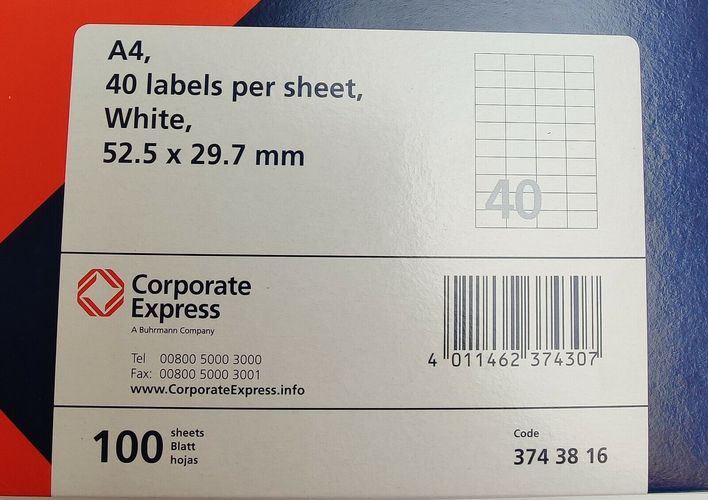 A4,
40 labels per sheet,
White,
52.5 x 29.7 mm
40
Corporate
Express
A Buhrmann Company
Tel 00800 5000 3000
Fax: 00800 5000 3001
www.CorporateExpress.info
4 011462 374307
100 sheets
Blatt
hojas
Code
374 38 16